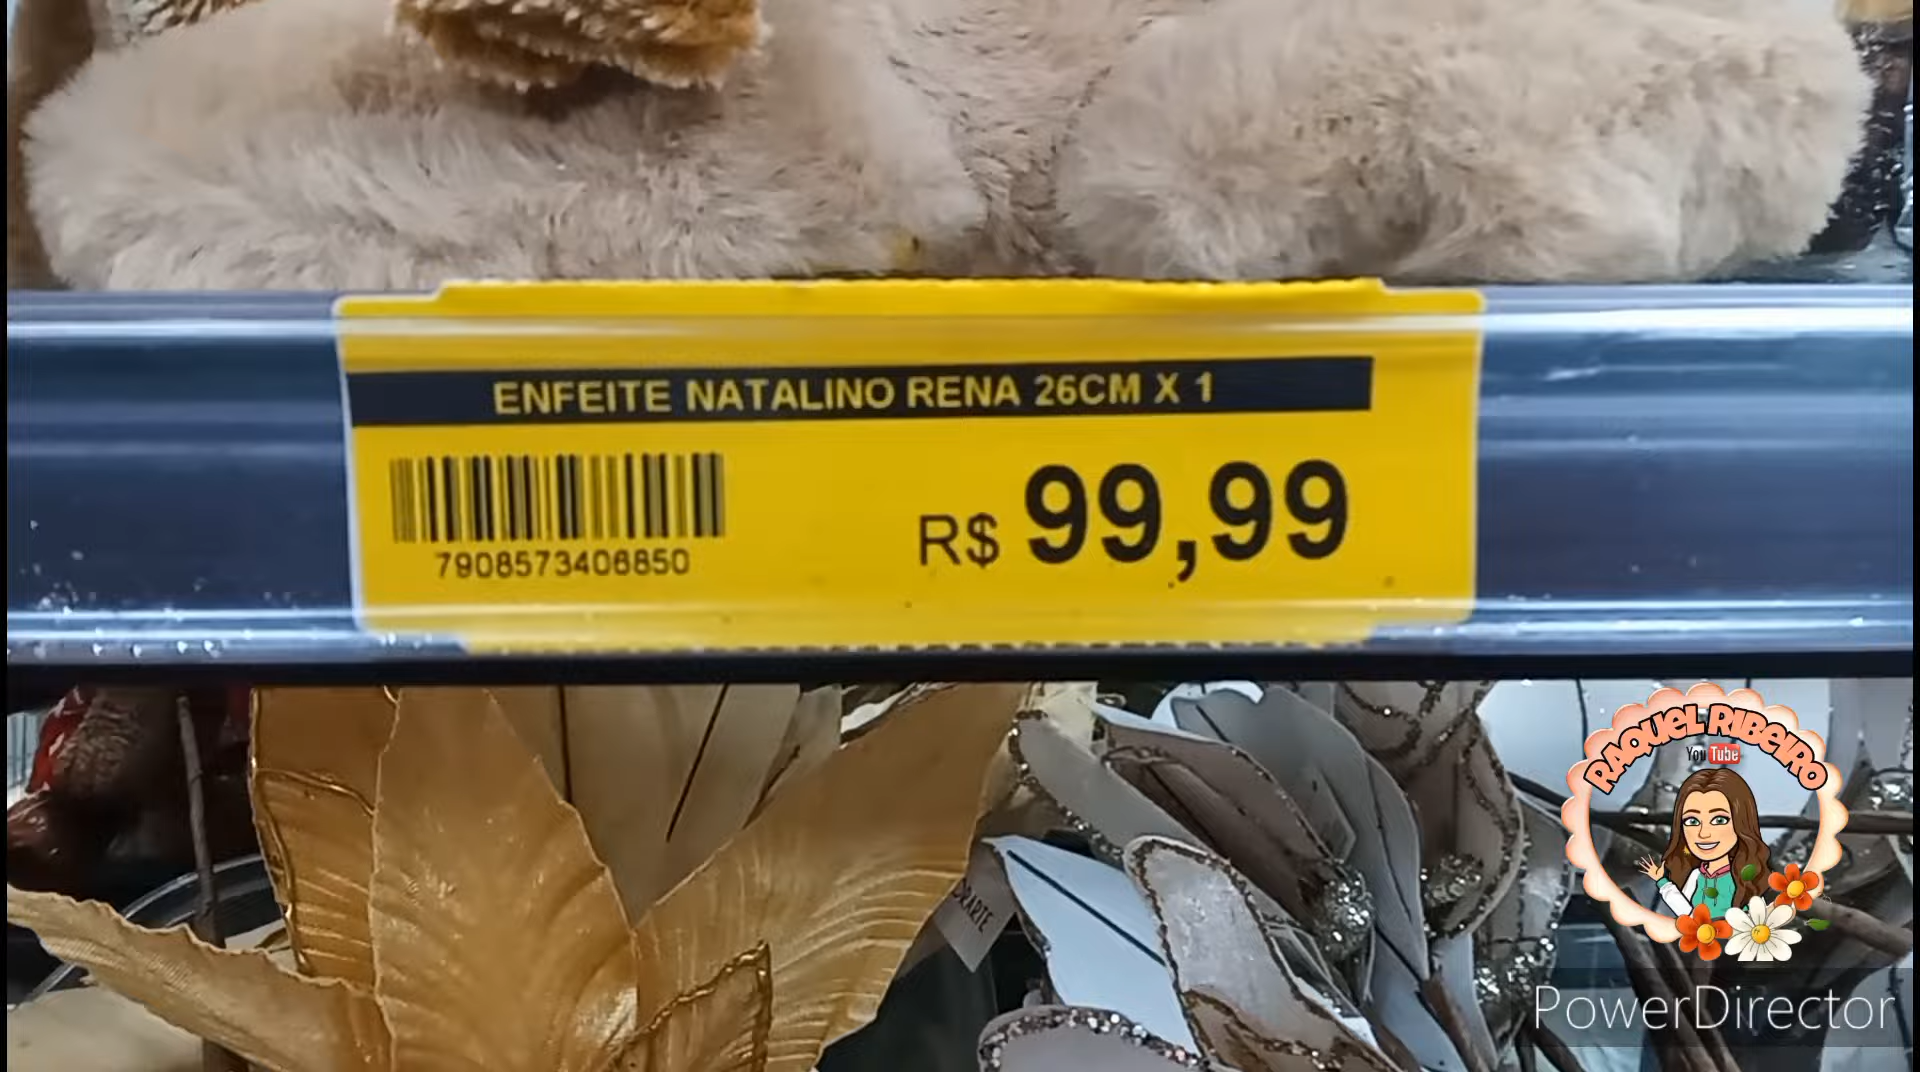 ENFEITE NATALINO RENA 26CM X 1
7908573406850
R$ 99,99
RAQUEL RIBEIRO
YouTube
PowerDirector